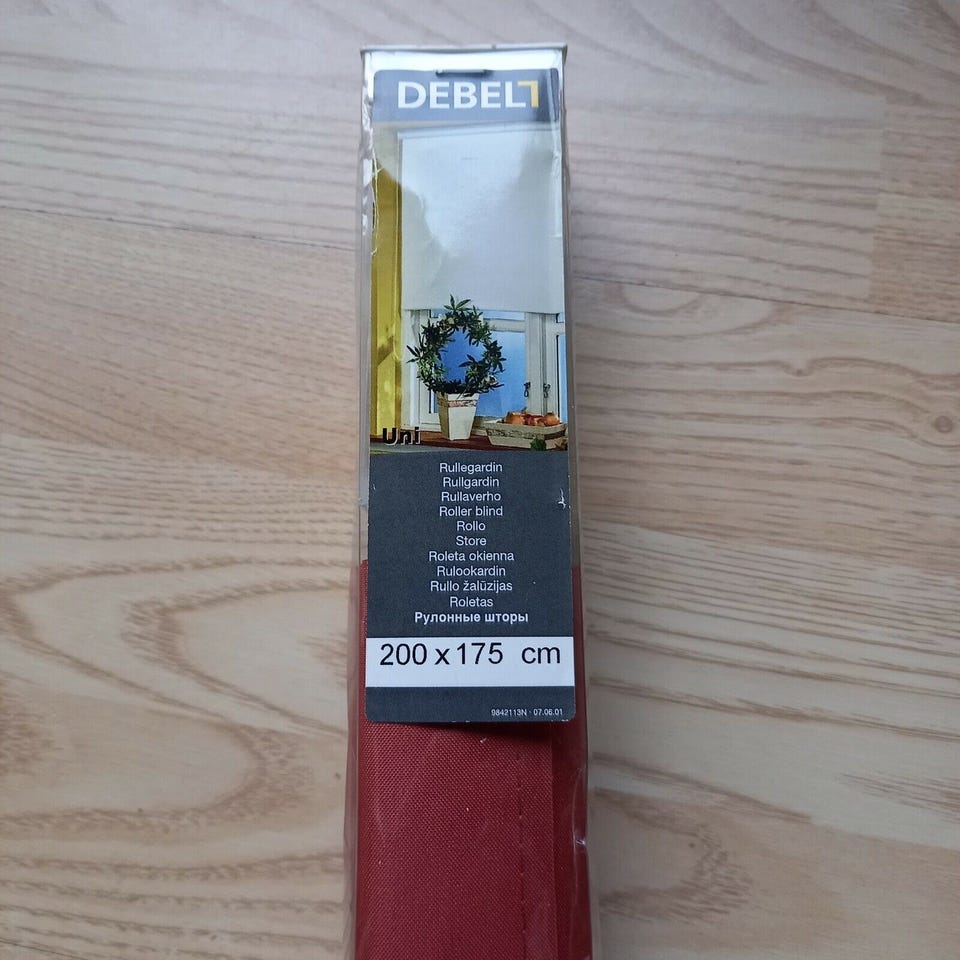 DEBEL
Uni
Rullegardin
Rullgardin
Rullaverho
Roller blind
Rollo
Store
Roleta okienna
Rulookardin
Rullo žalūzijas
Roletas
Рулонные шторы
200 x 175 cm
9842113N · 07.06.01